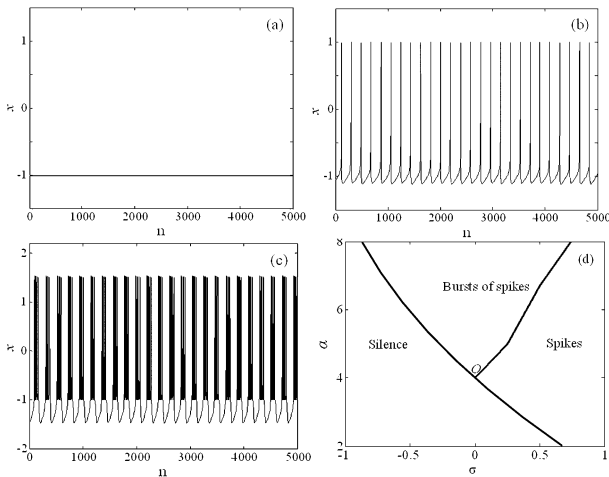 (a)
1
0
-1
x
0 1000 2000 3000 4000 5000
n
(b)
1
0
-1
x
0 1000 2000 3000 4000 5000
n
(c)
2
1
0
-1
-2
x
0 1000 2000 3000 4000 5000
n
(d)
8
6
4
2
α
Bursts of spikes
Silence
Spikes
O
-1 -0.5 0 0.5 1
σ